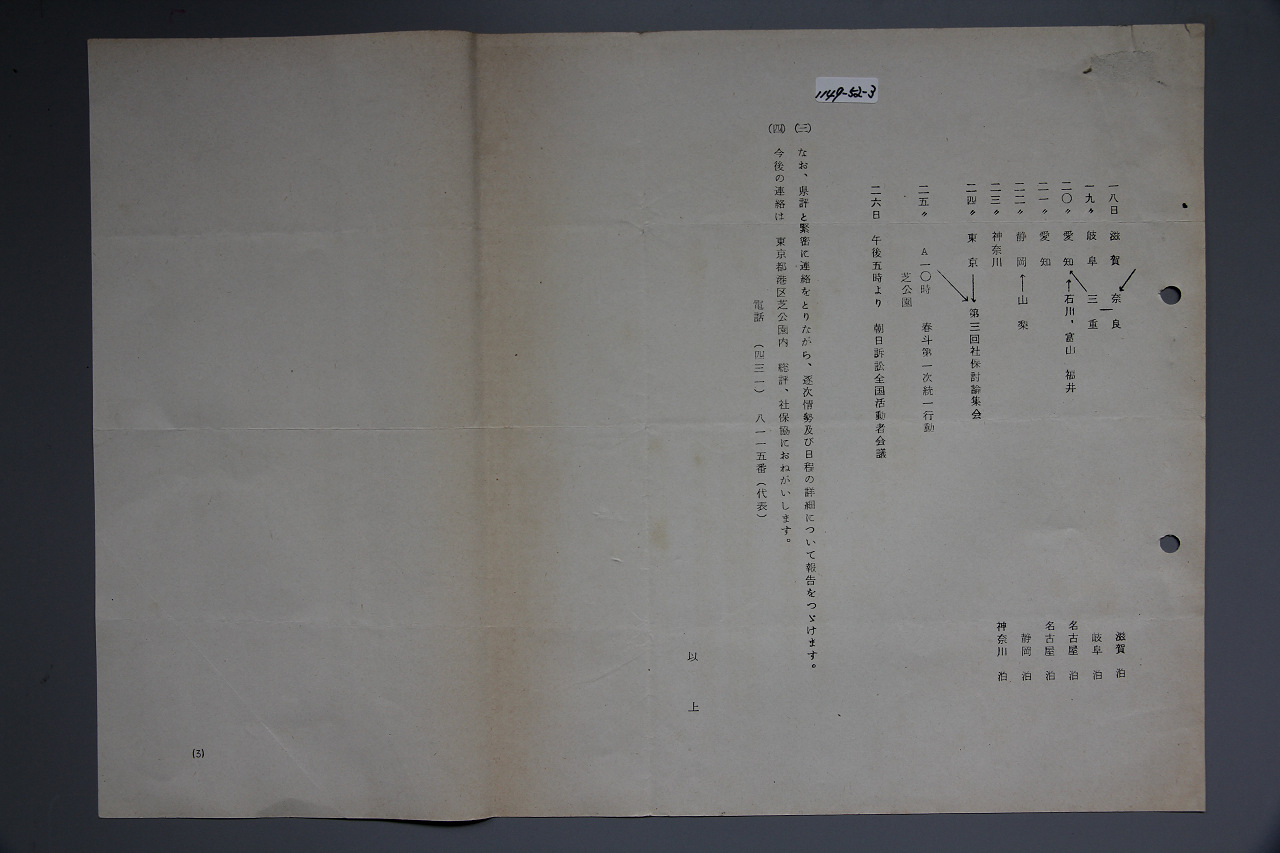 1149-52-3
一八日 滋賀 奈良 滋賀 泊
一九〃 岐阜 三重 岐阜 泊
二〇〃 愛知 石川、富山 福井 名古屋 泊
二一〃 愛知 名古屋 泊
二二〃 静岡 山梨 静岡 泊
二三〃 神奈川 神奈川 泊
二四〃 東京 第三回社保討論集会
二五〃 A一〇時 春斗第一次統一行動
芝公園
二六日 午後五時より 朝日訴訟全国活動者会議
(三) なお、県評と緊密に連絡をとりながら、逐次情勢及び日程の詳細について報告をつゞけます。
(四) 今後の連絡は 東京都港区芝公園内 総評、社保協におねがいします。
電話 (四三一) 八一一五番(代表)
以上
(3)